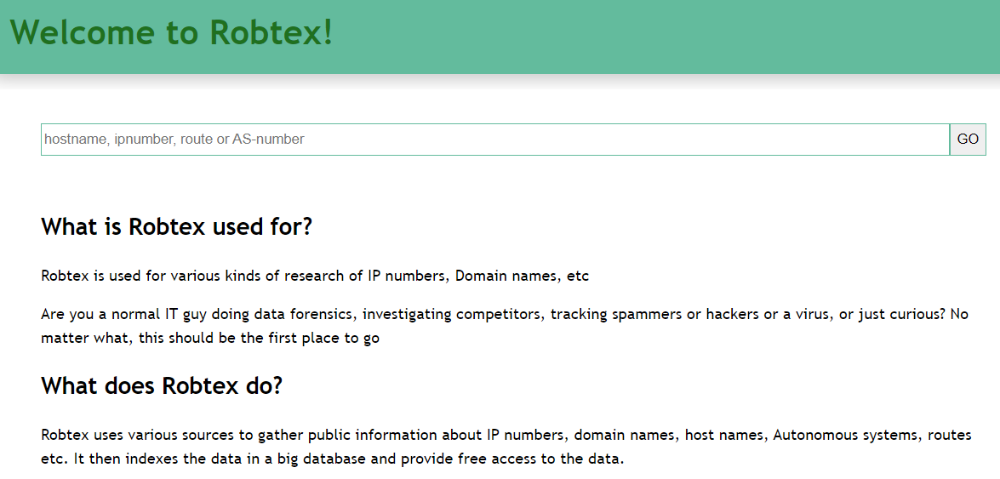 Welcome to Robtex!
hostname, ipnumber, route or AS-number GO
What is Robtex used for?
Robtex is used for various kinds of research of IP numbers, Domain names, etc
Are you a normal IT guy doing data forensics, investigating competitors, tracking spammers or hackers or a virus, or just curious? No
matter what, this should be the first place to go
What does Robtex do?
Robtex uses various sources to gather public information about IP numbers, domain names, host names, Autonomous systems, routes
etc. It then indexes the data in a big database and provide free access to the data.